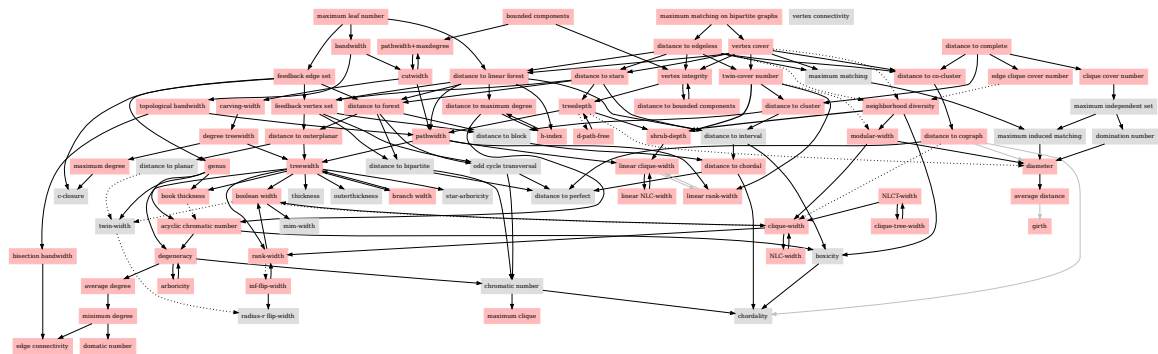 maximum leaf number
bounded components
maximum matching on bipartite graphs
vertex connectivity
bandwidth
pathwidth+maxdegree
distance to edgeless
vertex cover
distance to complete
feedback edge set
cutwidth
distance to linear forest
distance to stars
vertex integrity
twin-cover number
maximum matching
distance to co-cluster
edge clique cover number
clique cover number
topological bandwidth
carving-width
feedback vertex set
distance to forest
distance to maximum degree
treedepth
distance to bounded components
distance to cluster
neighborhood diversity
maximum independent set
degree treewidth
distance to outerplanar
pathwidth
distance to block
h-index
d-path-free
shrub-depth
distance to interval
modular-width
distance to cograph
maximum induced matching
domination number
maximum degree
distance to planar
genus
treewidth
distance to bipartite
odd cycle transversal
linear clique-width
distance to chordal
diameter
c-closure
book thickness
boolean width
thickness
outerthickness
branch width
star-arboricity
distance to perfect
linear NLC-width
linear rank-width
NLCT-width
average distance
twin-width
acyclic chromatic number
mim-width
clique-width
clique-tree-width
girth
bisection bandwidth
degeneracy
rank-width
NLC-width
boxicity
average degree
arboricity
inf-flip-width
chromatic number
minimum degree
radius-r flip-width
maximum clique
chordality
edge connectivity
domatic number